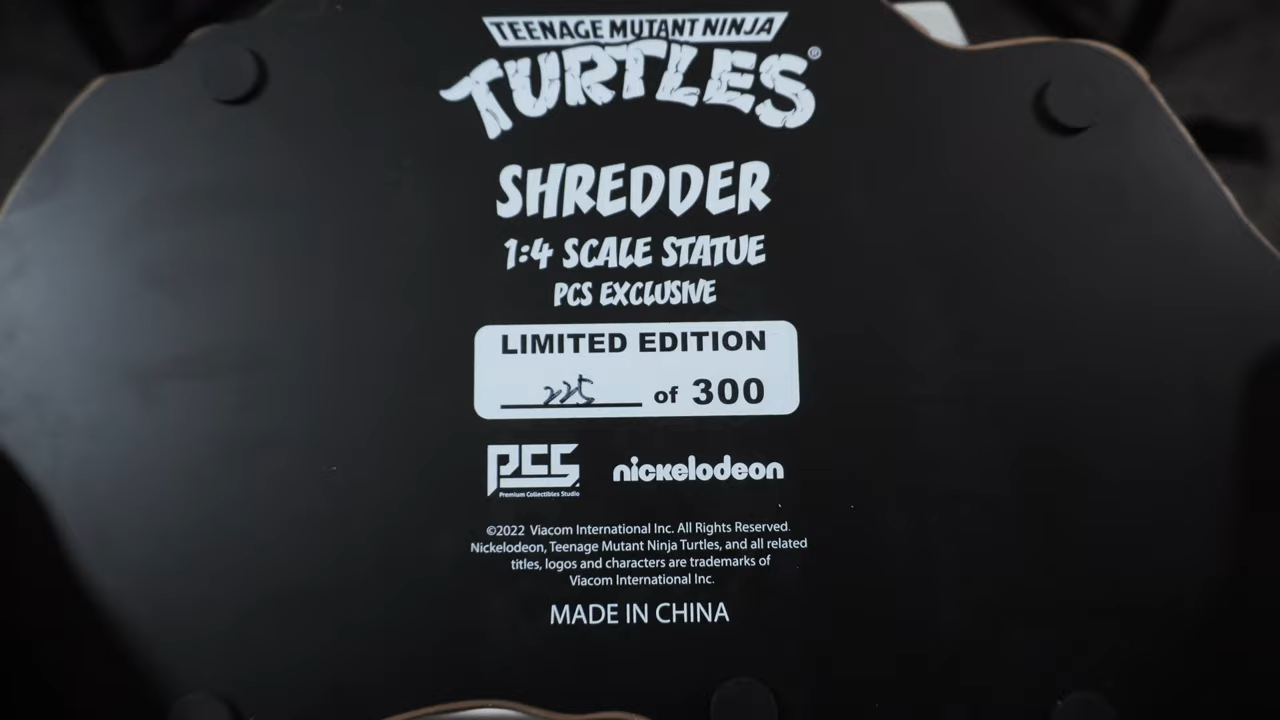 TEENAGE MUTANT NINJA
TURTLES®
SHREDDER
1:4 SCALE STATUE
PCS EXCLUSIVE
LIMITED EDITION
225 of 300
PCS nickelodeon
Premium Collectibles Studio
©2022 Viacom International Inc. All Rights Reserved.
Nickelodeon, Teenage Mutant Ninja Turtles, and all related
titles, logos and characters are trademarks of
Viacom International Inc.
MADE IN CHINA